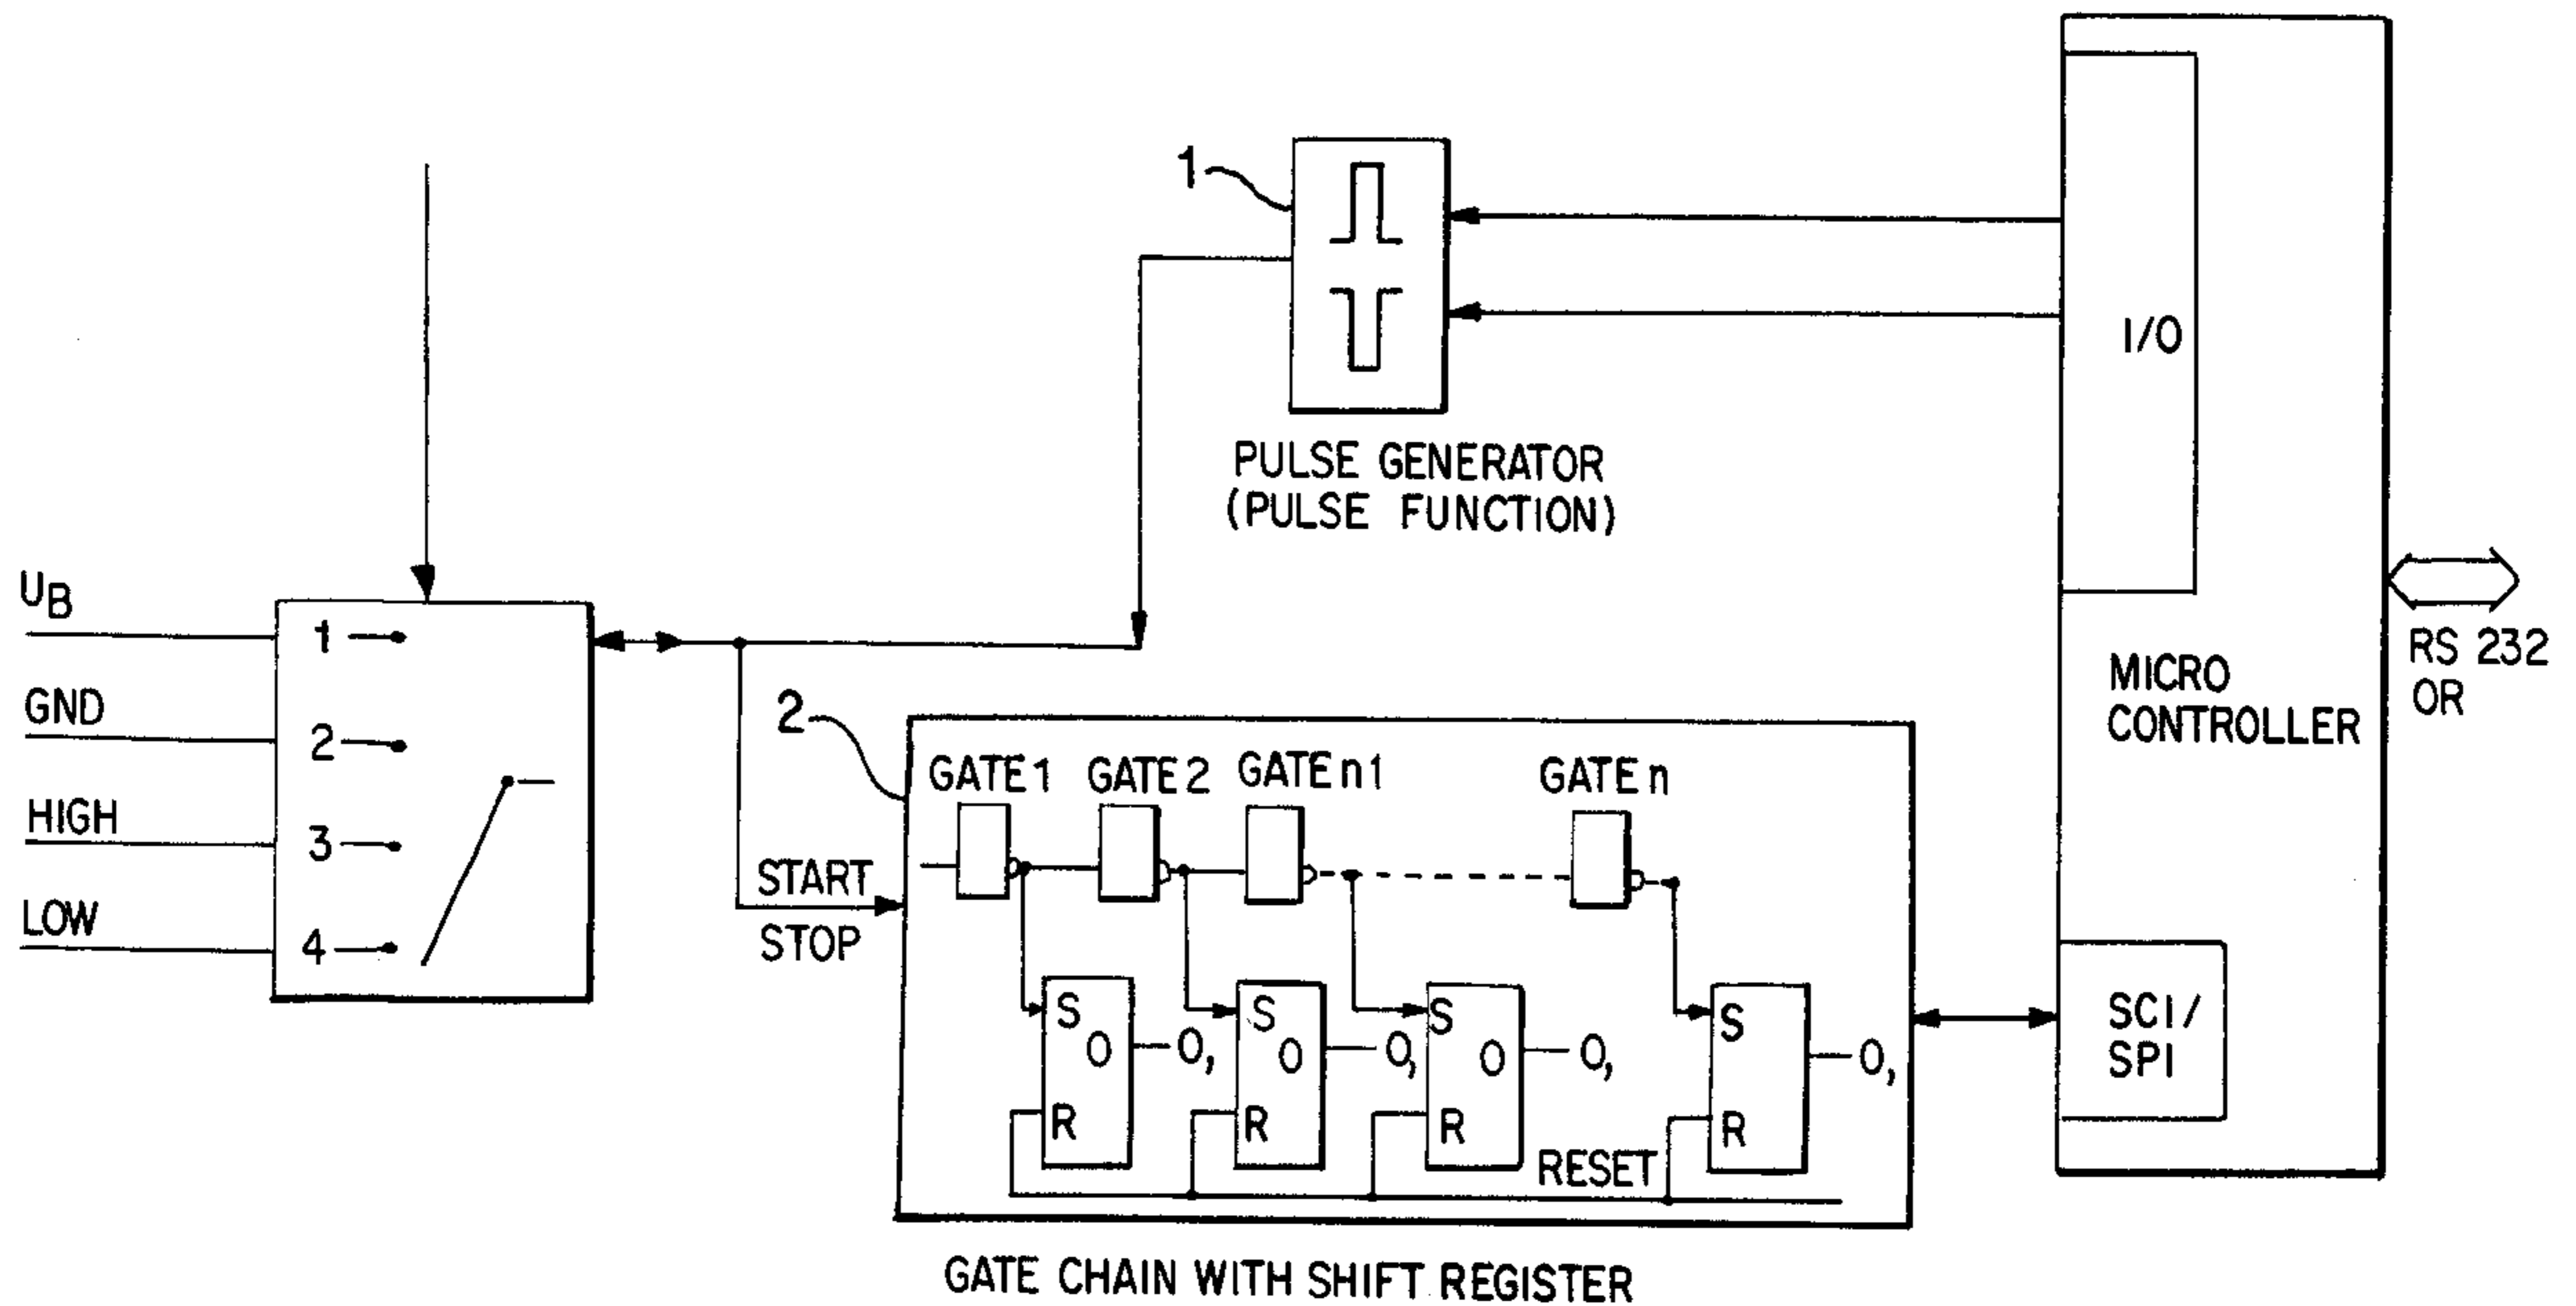 1
I/O
PULSE GENERATOR
(PULSE FUNCTION)
UB
1
GND
2
HIGH
3
LOW
4
RS 232
OR
MICRO
CONTROLLER
2
GATE 1
GATE 2
GATE n1
GATE n
START
STOP
S
O
O,
R
S
O
O,
R
S
O
O,
R
S
O,
R
RESET
SCI/
SPI
GATE CHAIN WITH SHIFT REGISTER